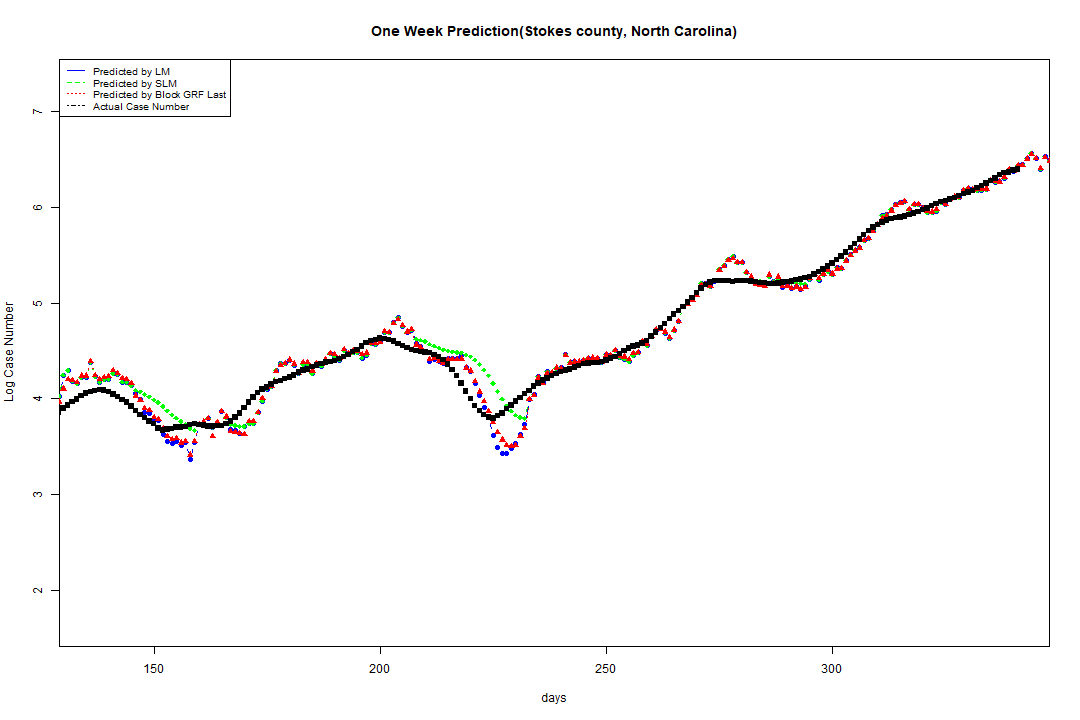 One Week Prediction(Stokes county, North Carolina)
Predicted by LM
Predicted by SLM
Predicted by Block GRF Last
Actual Case Number
7
6
5
4
3
2
Log Case Number
150 200 250 300
days